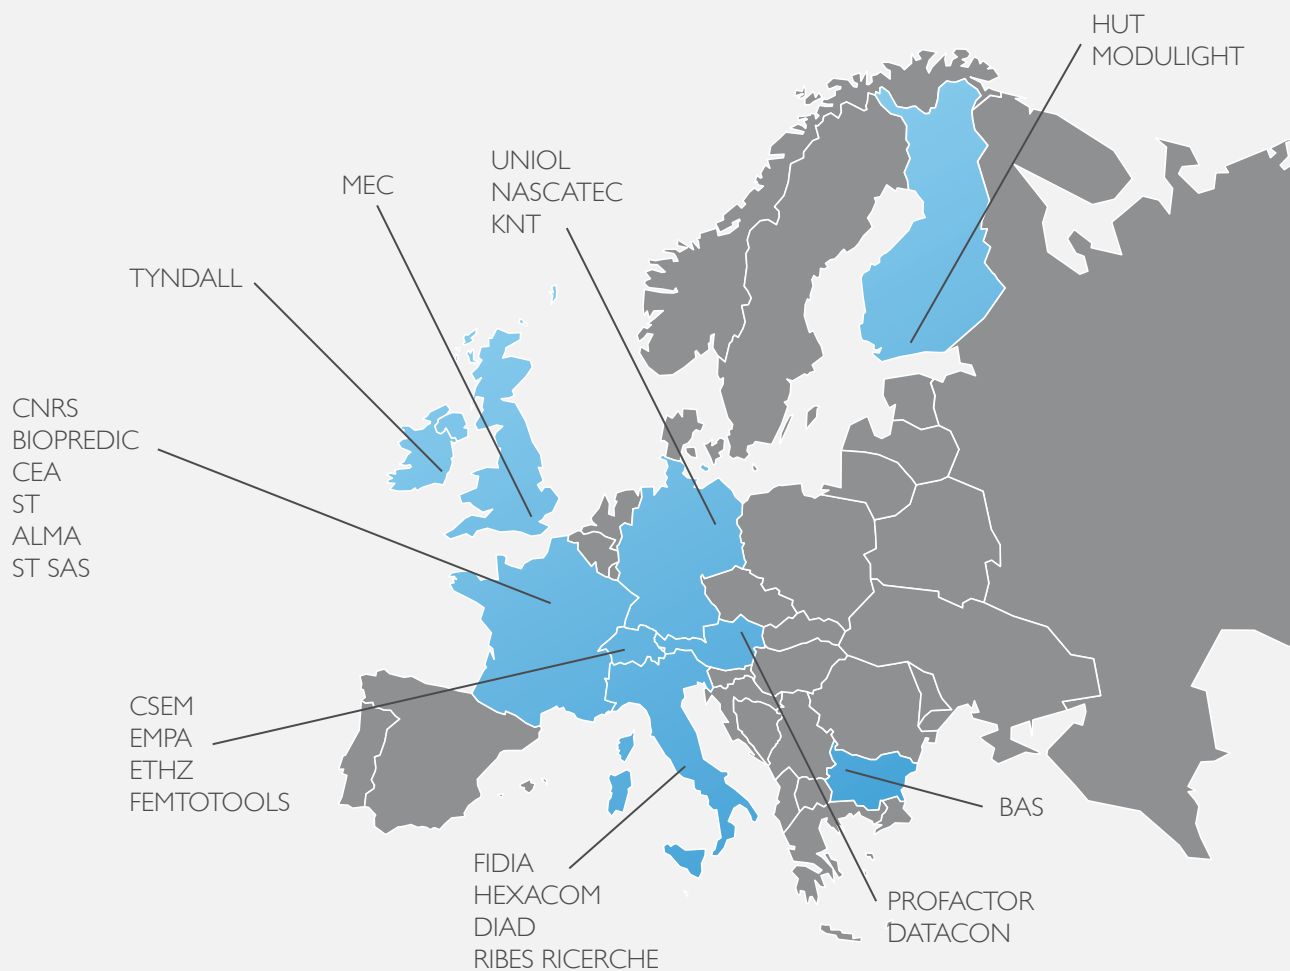 HUT
MODULIGHT
UNIOL
NASCATEC
KNT
MEC
TYNDALL
CNRS
BIOPREDIC
CEA
ST
ALMA
ST SAS
CSEM
EMPA
ETHZ
FEMTOTOOLS
BAS
FIDIA
HEXACOM
DIAD
RIBES RICERCHE
PROFACTOR
DATACON